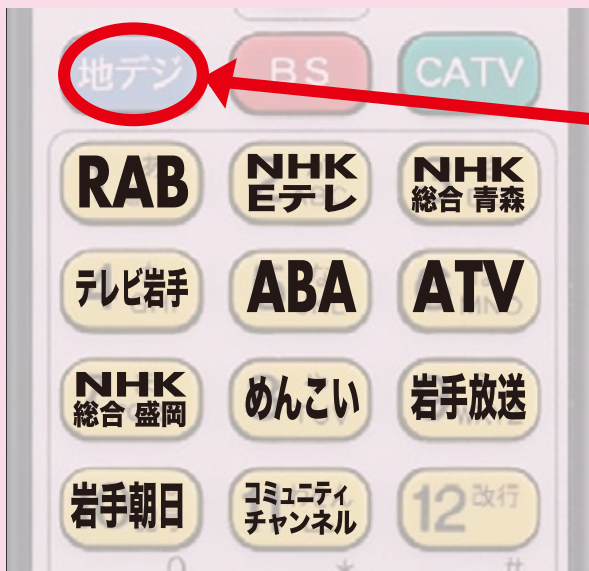 地デジ BS CATV
RAB
NHK
Eテレ
NHK
総合 青森
テレビ岩手
ABA
ATV
NHK
総合 盛岡
めんこい
岩手放送
岩手朝日
コミュニティ
チャンネル
12 改行